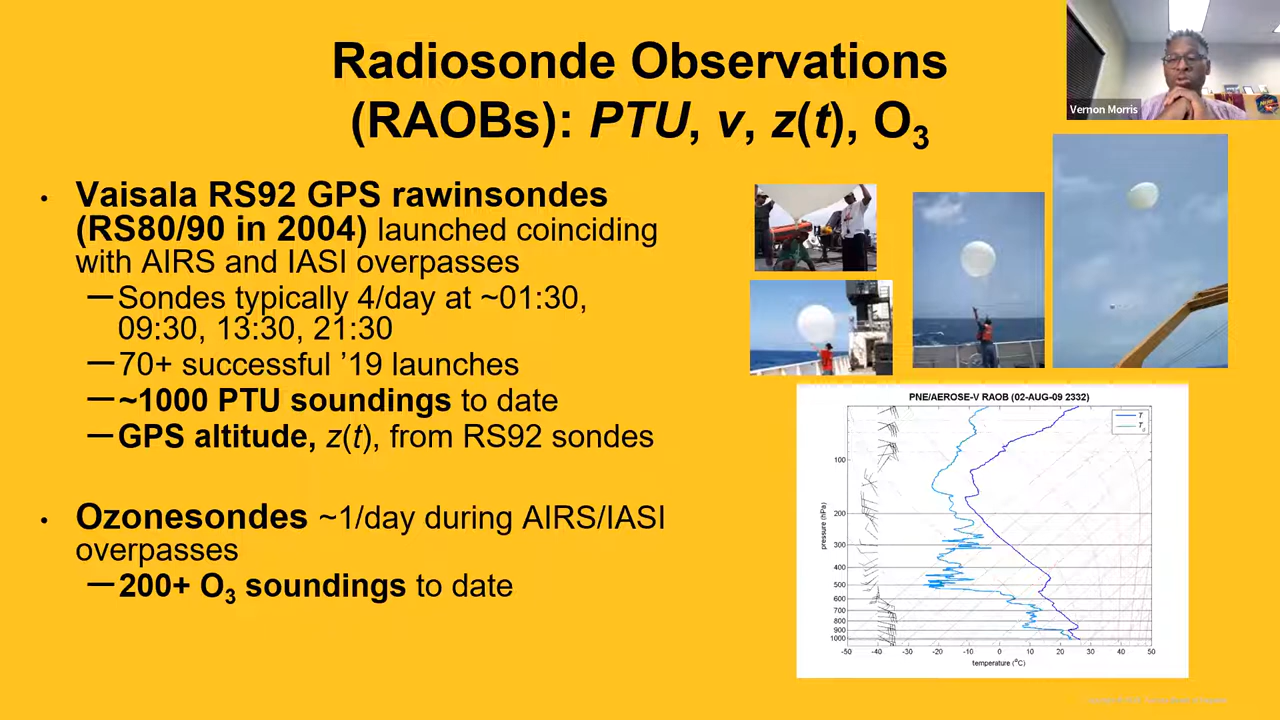 Radiosonde Observations
(RAOBs): PTU, v, z(t), O3
Vernon Morris
• Vaisala RS92 GPS rawinsondes
(RS80/90 in 2004) launched coinciding
with AIRS and IASI overpasses
—Sondes typically 4/day at ~01:30,
09:30, 13:30, 21:30
—70+ successful ’19 launches
—~1000 PTU soundings to date
—GPS altitude, z(t), from RS92 sondes
• Ozonesondes ~1/day during AIRS/IASI
overpasses
—200+ O3 soundings to date
PNE/AEROSE-V RAOB (02-AUG-09 2332)
T
Td
pressure (hPa)
100
200
300
400
500
600
700
800
900
1000
-50 -40 -30 -20 -10 0 10 20 30 40 50
temperature (°C)